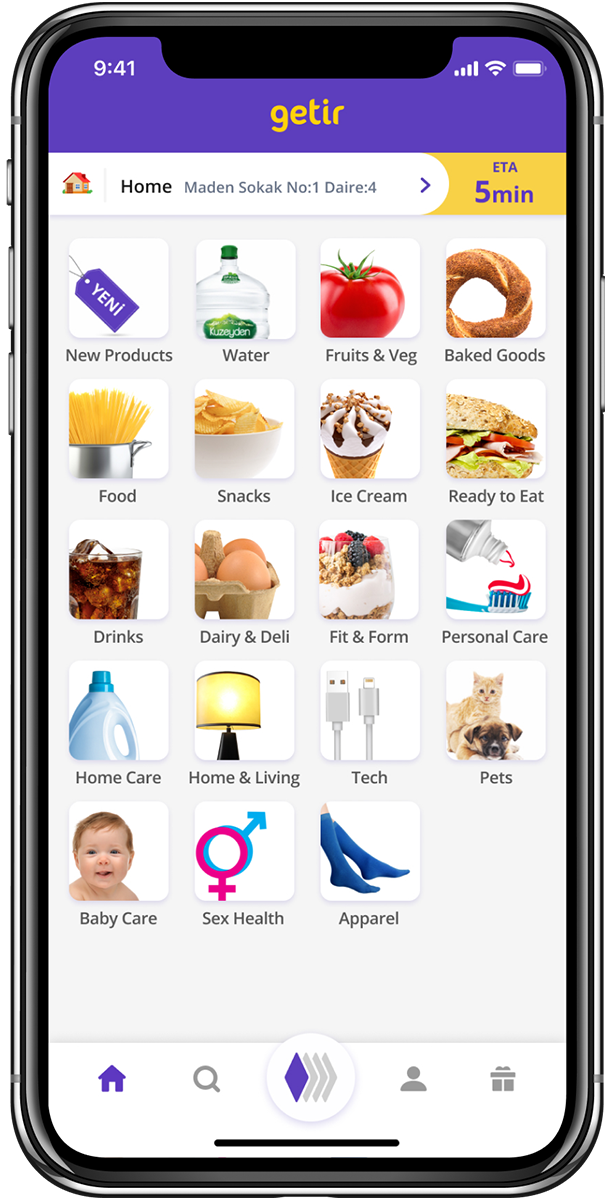 9:41
getir
Home Maden Sokak No:1 Daire:4
ETA
5min
YENİ
Kuzeyden
New Products Water Fruits & Veg Baked Goods
Food Snacks Ice Cream Ready to Eat
Drinks Dairy & Deli Fit & Form Personal Care
Home Care Home & Living Tech Pets
Baby Care Sex Health Apparel